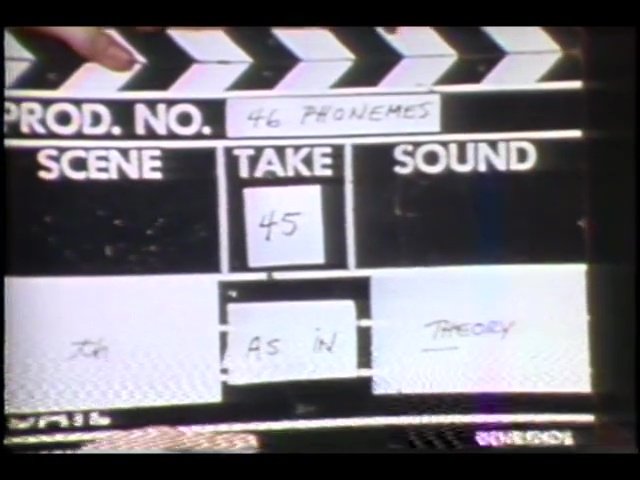 PROD. NO. 46 PHONEMES
SCENE TAKE SOUND
45
th AS IN THEORY